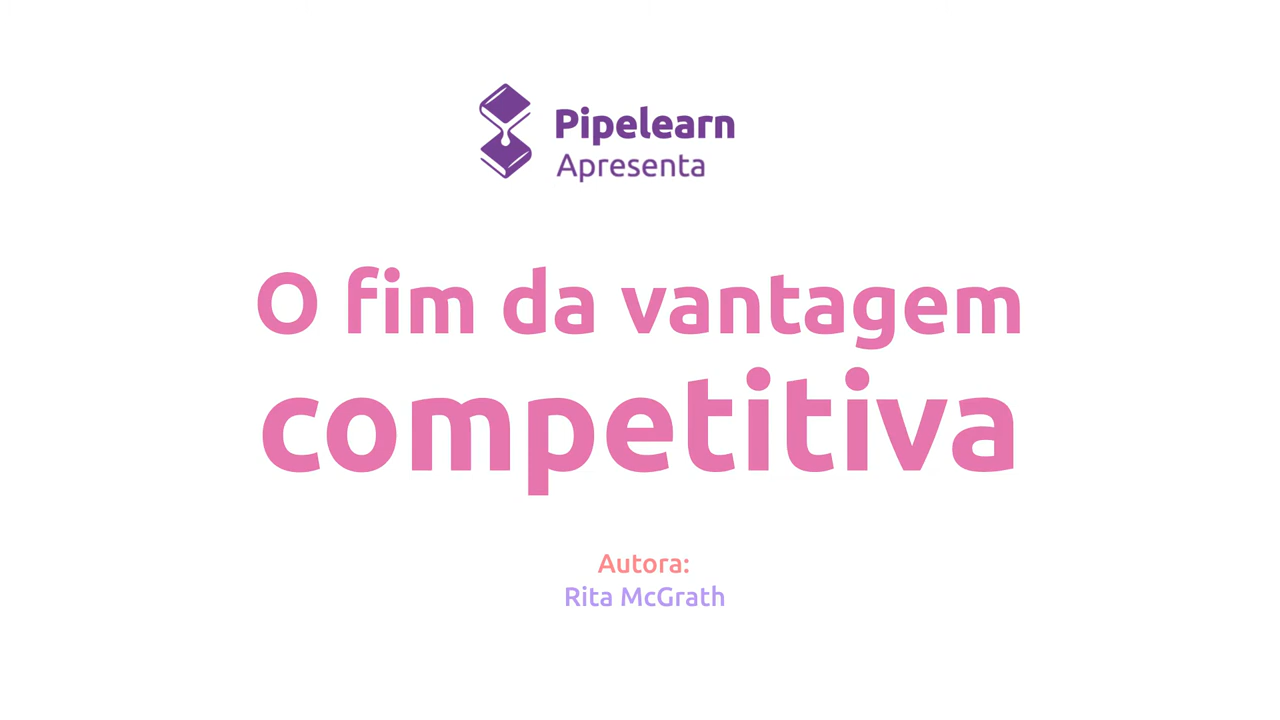 Pipelearn
Apresenta
O fim da vantagem
competitiva
Autora:
Rita McGrath